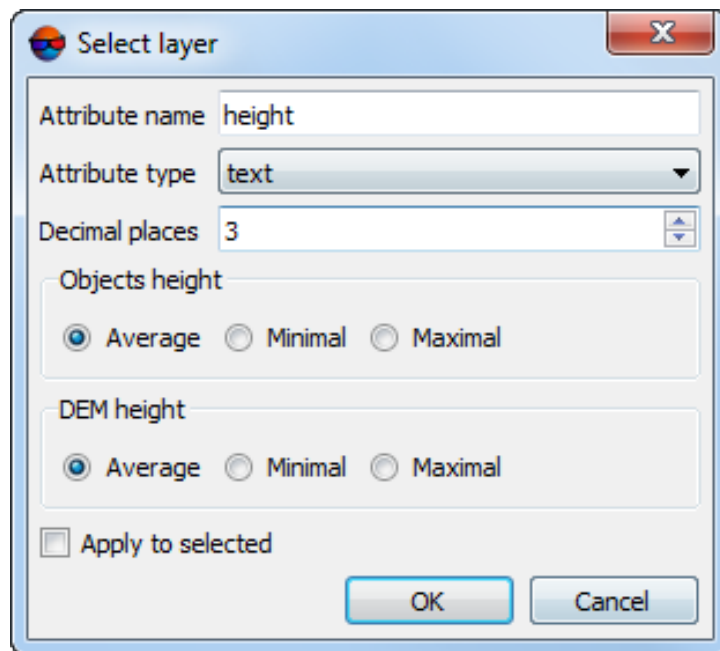 Select layer
Attribute name height
Attribute type text
Decimal places 3
Objects height
Average Minimal Maximal
DEM height
Average Minimal Maximal
Apply to selected
OK Cancel